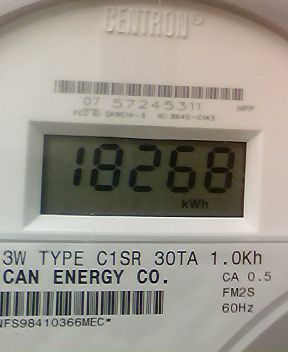 CENTRON
07 57245311
18268
kWh
3W TYPE C1SR 30TA 1.0Kh
CAN ENERGY CO.
CA 0.5
FM2S
60Hz
NFS98410366MEC*